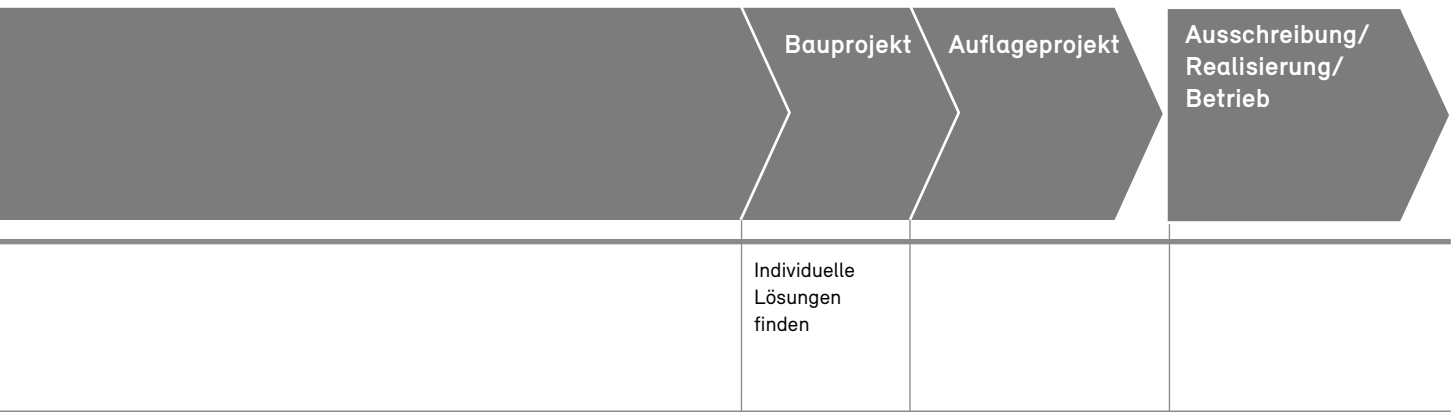 Bauprojekt
Auflageprojekt
Ausschreibung/
Realisierung/
Betrieb
Individuelle
Lösungen
finden